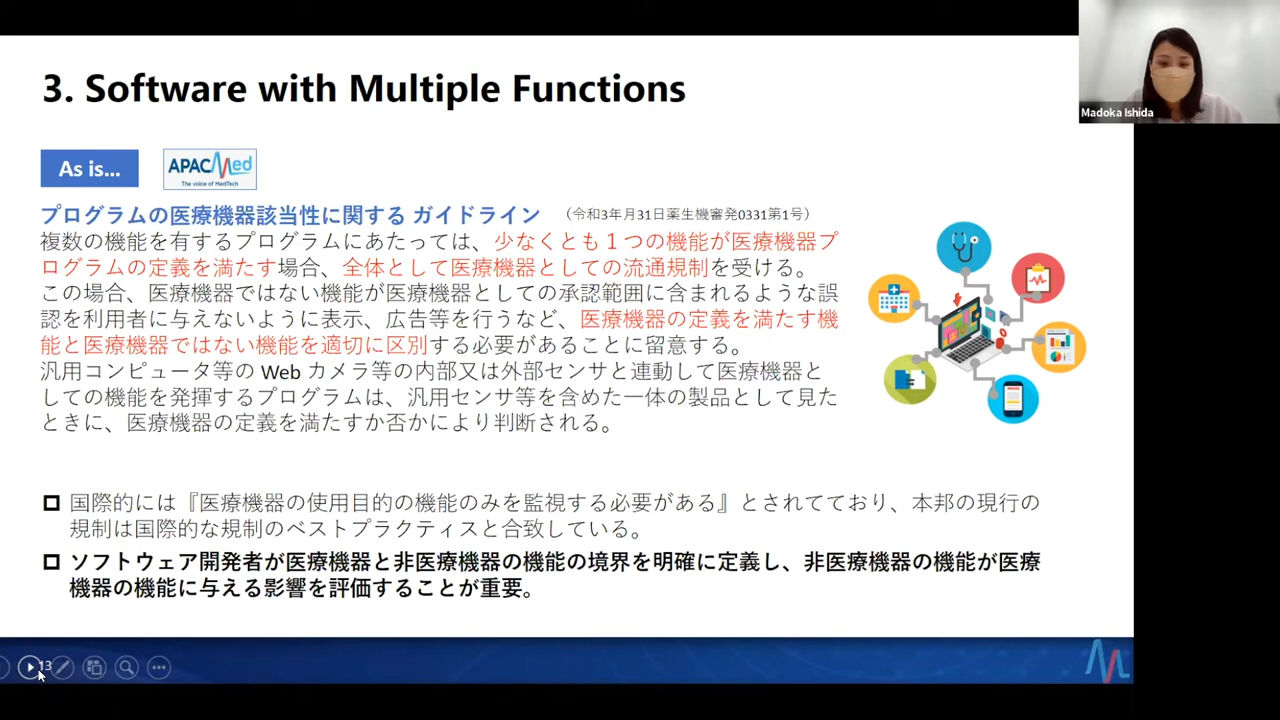 3. Software with Multiple Functions
Madoka Ishida
As is...
APACMed
The voice of MedTech
プログラムの医療機器該当性に関する ガイドライン （令和3年月31日薬生機審発0331第1号）
複数の機能を有するプログラムにあたっては、少なくとも１つの機能が医療機器プ
ログラムの定義を満たす場合、全体として医療機器としての流通規制を受ける。
この場合、医療機器ではない機能が医療機器としての承認範囲に含まれるような誤
認を利用者に与えないように表示、広告等を行うなど、医療機器の定義を満たす機
能と医療機器ではない機能を適切に区別する必要があることに留意する。
汎用コンピュータ等の Web カメラ等の内部又は外部センサと連動して医療機器と
しての機能を発揮するプログラムは、汎用センサ等を含めた一体の製品として見た
ときに、医療機器の定義を満たすか否かにより判断される。
国際的には『医療機器の使用目的の機能のみを監視する必要がある』とされてており、本邦の現行の
規制は国際的な規制のベストプラクティスと合致している。
ソフトウェア開発者が医療機器と非医療機器の機能の境界を明確に定義し、非医療機器の機能が医療
機器の機能に与える影響を評価することが重要。
13